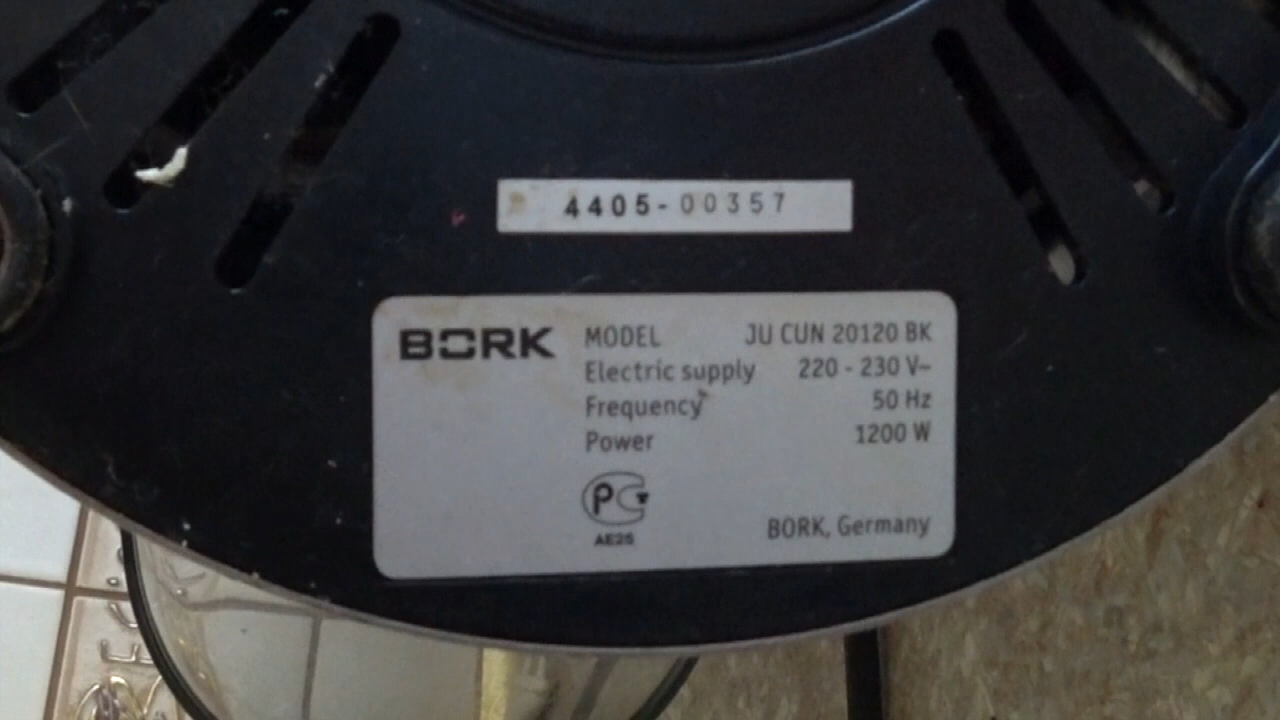 4405-00357
BORK
MODEL JU CUN 20120 BK
Electric supply 220 - 230 V~
Frequency 50 Hz
Power 1200 W
PC
AE25
BORK, Germany